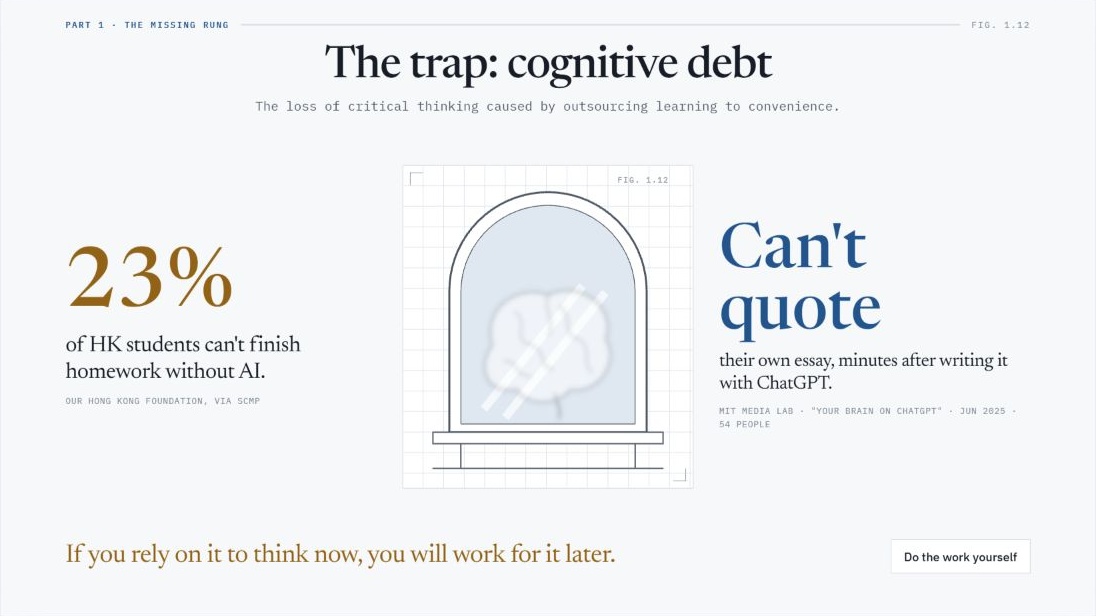 PART 1 · THE MISSING RUNG
FIG. 1.12
The trap: cognitive debt
The loss of critical thinking caused by outsourcing learning to convenience.
23%
of HK students can't finish
homework without AI.
OUR HONG KONG FOUNDATION, VIA SCMP
FIG. 1.12
Can't
quote
their own essay, minutes after writing it
with ChatGPT.
MIT MEDIA LAB · "YOUR BRAIN ON CHATGPT" · JUN 2025 ·
54 PEOPLE
If you rely on it to think now, you will work for it later.
Do the work yourself